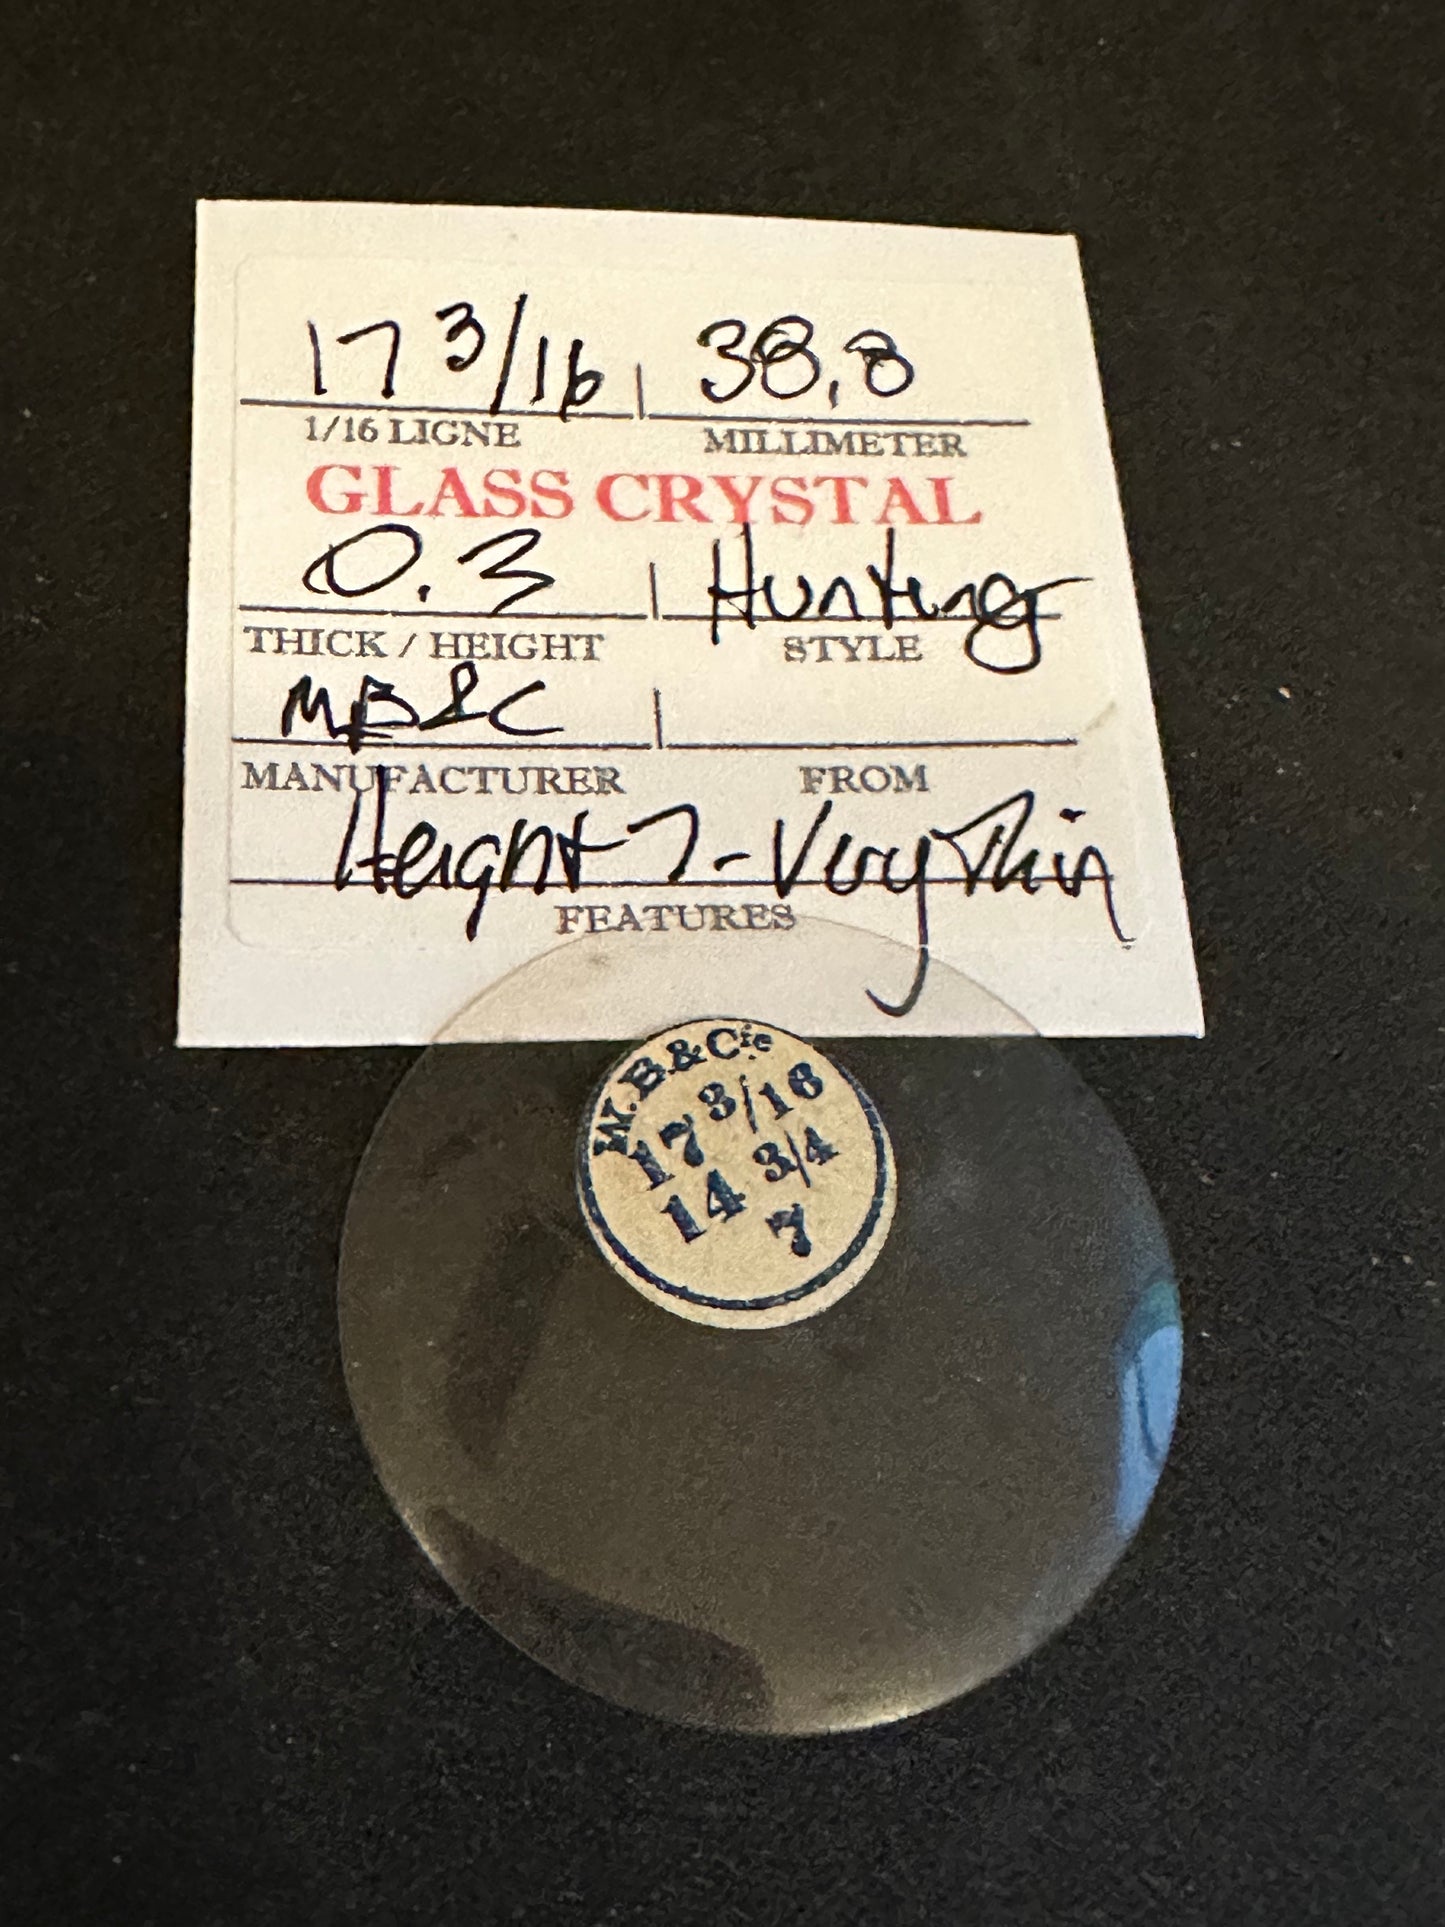 17 3/16 | 38.8
1/16 LIGNE MILLIMETER
GLASS CRYSTAL
0.3 | Hunting
THICK / HEIGHT STYLE
MB&C |
MANUFACTURER FROM
Height 7 - Very Thin
FEATURES
W.B.&Cie
17 3/16
14 3/4
7